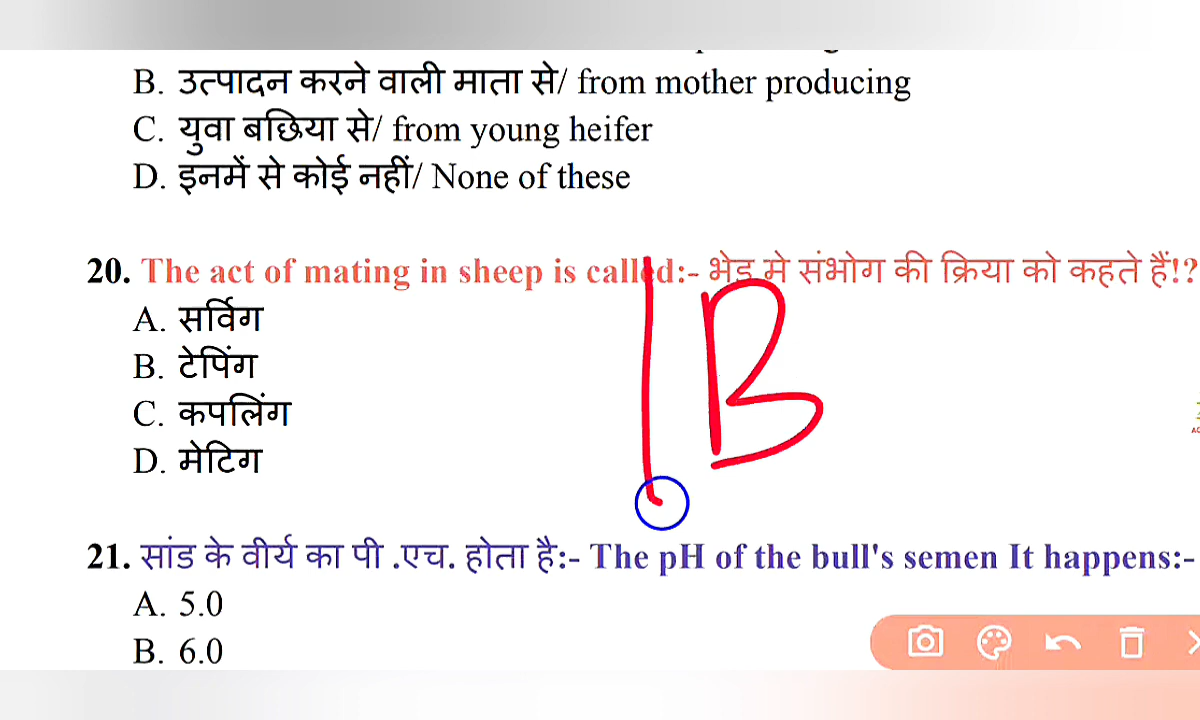 B. उत्पादन करने वाली माता से/ from mother producing
C. युवा बछिया से/ from young heifer
D. इनमें से कोई नहीं/ None of these
20. The act of mating in sheep is called:- भेड़ मे संभोग की क्रिया को कहते हैं!?
A. सर्विग
B. टेपिंग
C. कपलिंग
D. मेटिग
B
21. सांड के वीर्य का पी .एच. होता है:- The pH of the bull's semen It happens:-
A. 5.0
B. 6.0